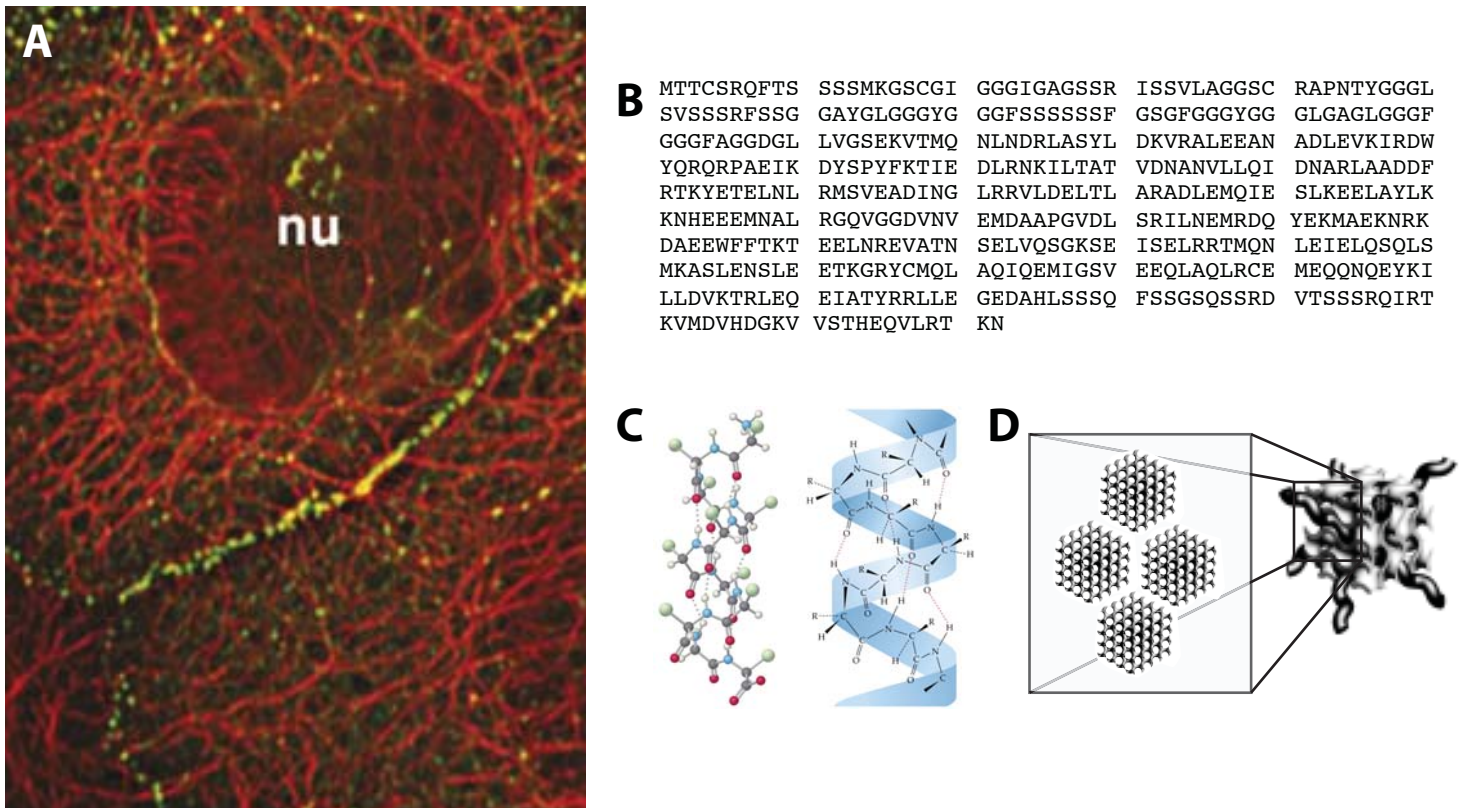 A
nu
B
MTTCSRQFTS SSSMKGSCGI GGGIGAGSSR ISSVLAGGSC RAPNTYGGGL
SVSSSRFSSG GAYGLGGGYG GGFSSSSSSF GSGFGGGYGG GLGAGLGGGF
GGGFAGGDGL LVGSEKVTMQ NLNDRLASYL DKVRALEEAN ADLEVKIRDW
YQRQRPAEIK DYSPYFKTIE DLRNKILTAT VDNANVLLQI DNARLAADDF
RTKYETELNL RMSVEADING LRRVLDELTL ARADLEMQIE SLKEELAYLK
KNHEEEMNAL RGQVGGDVNV EMDAAPGVDL SRILNEMRDQ YEKMAEKNRK
DAEEWFFTKT EELNREVATN SELVQSGKSE ISELRRTMQN LEIELQSQLS
MKASLENSLE ETKGRYCMQL AQIQEMIGSV EEQLAQLRCE MEQQNQEYKI
LLDVKTRLEQ EIATYRRLLE GEDAHLSSSQ FSSGSQSSRD VTSSSRQIRT
KVMDVHDGKV VSTHEQVLRT KN
C
D